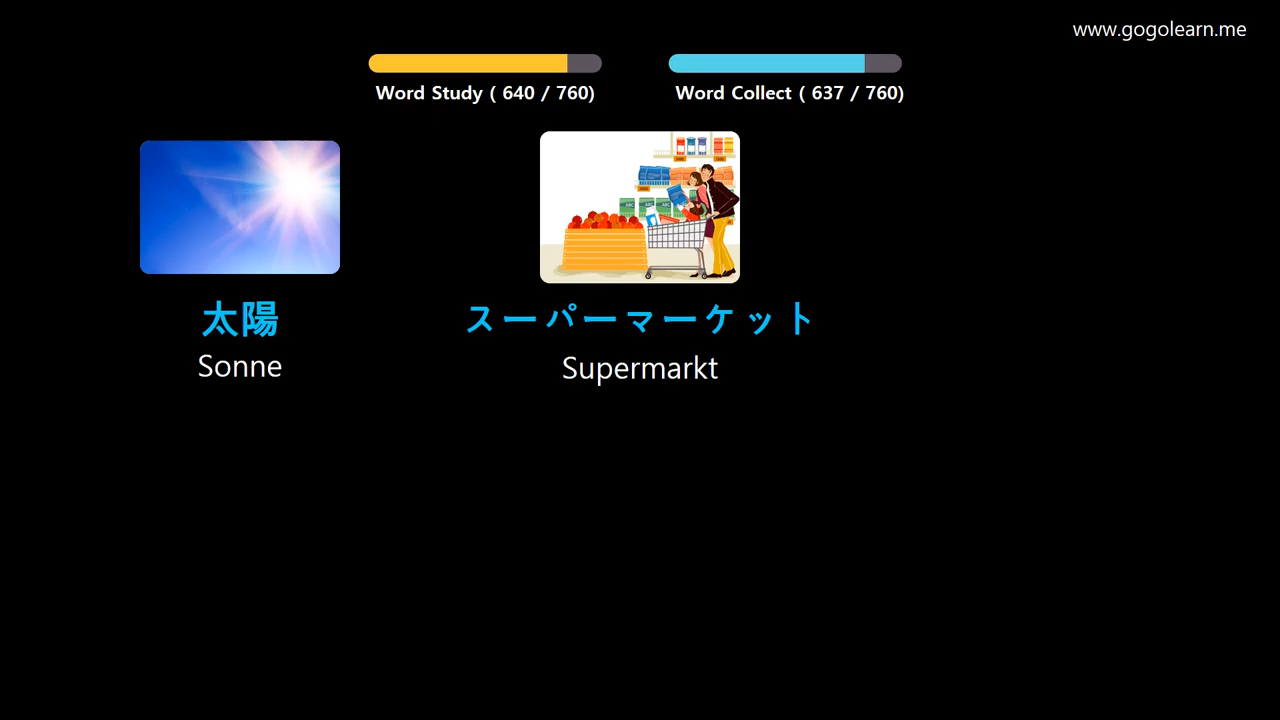 www.gogolearn.me
Word Study ( 640 / 760)
Word Collect ( 637 / 760)
太陽
Sonne
スーパーマーケット
Supermarkt